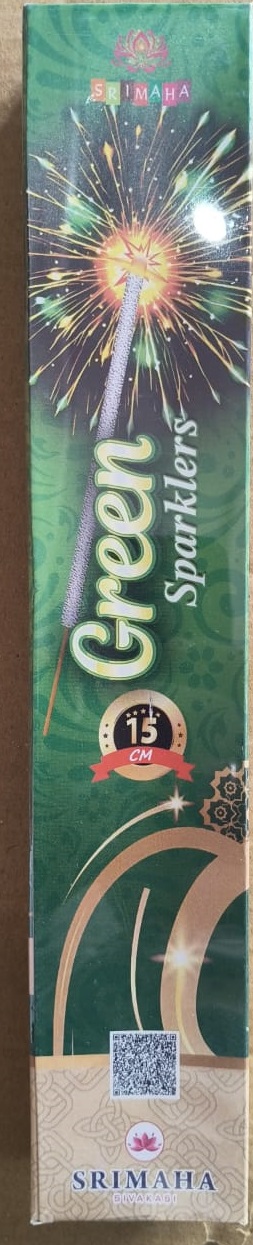 SRIMAHA
Green
Sparklers
15
CM
SRIMAHA
SIVAKASI